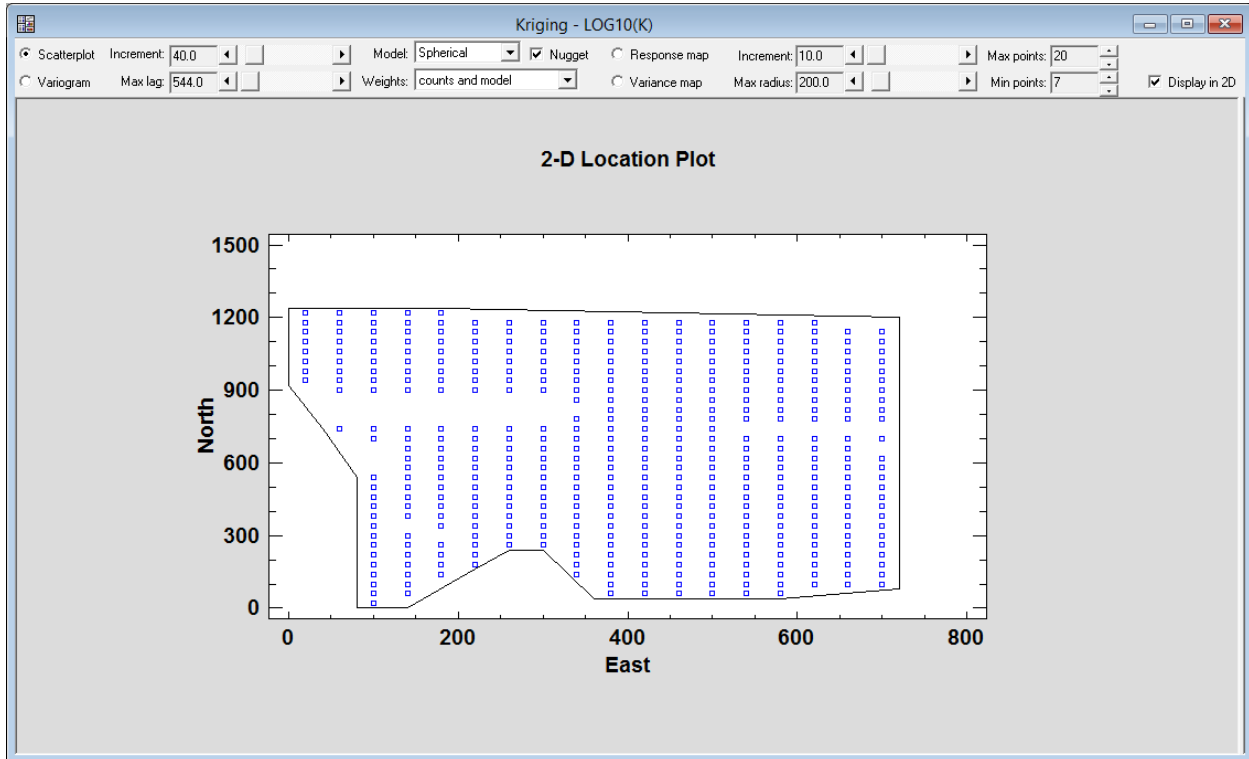 Kriging - LOG10(K)
Scatterplot Increment: 40.0 Model: Spherical Nugget Response map Increment: 10.0 Max points: 20
Variogram Max lag: 544.0 Weights: counts and model Variance map Max radius: 200.0 Min points: 7 Display in 2D
2-D Location Plot
1500
1200
900
600
300
0
North
0 200 400 600 800
East